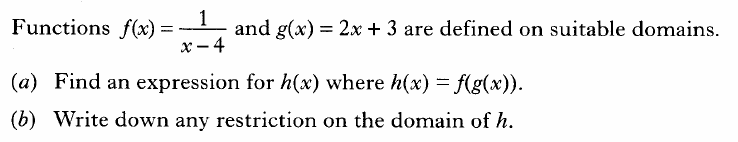 Functions f(x) = 1/(x − 4) and g(x) = 2x + 3 are defined on suitable domains.
(a) Find an expression for h(x) where h(x) = f(g(x)).
(b) Write down any restriction on the domain of h.